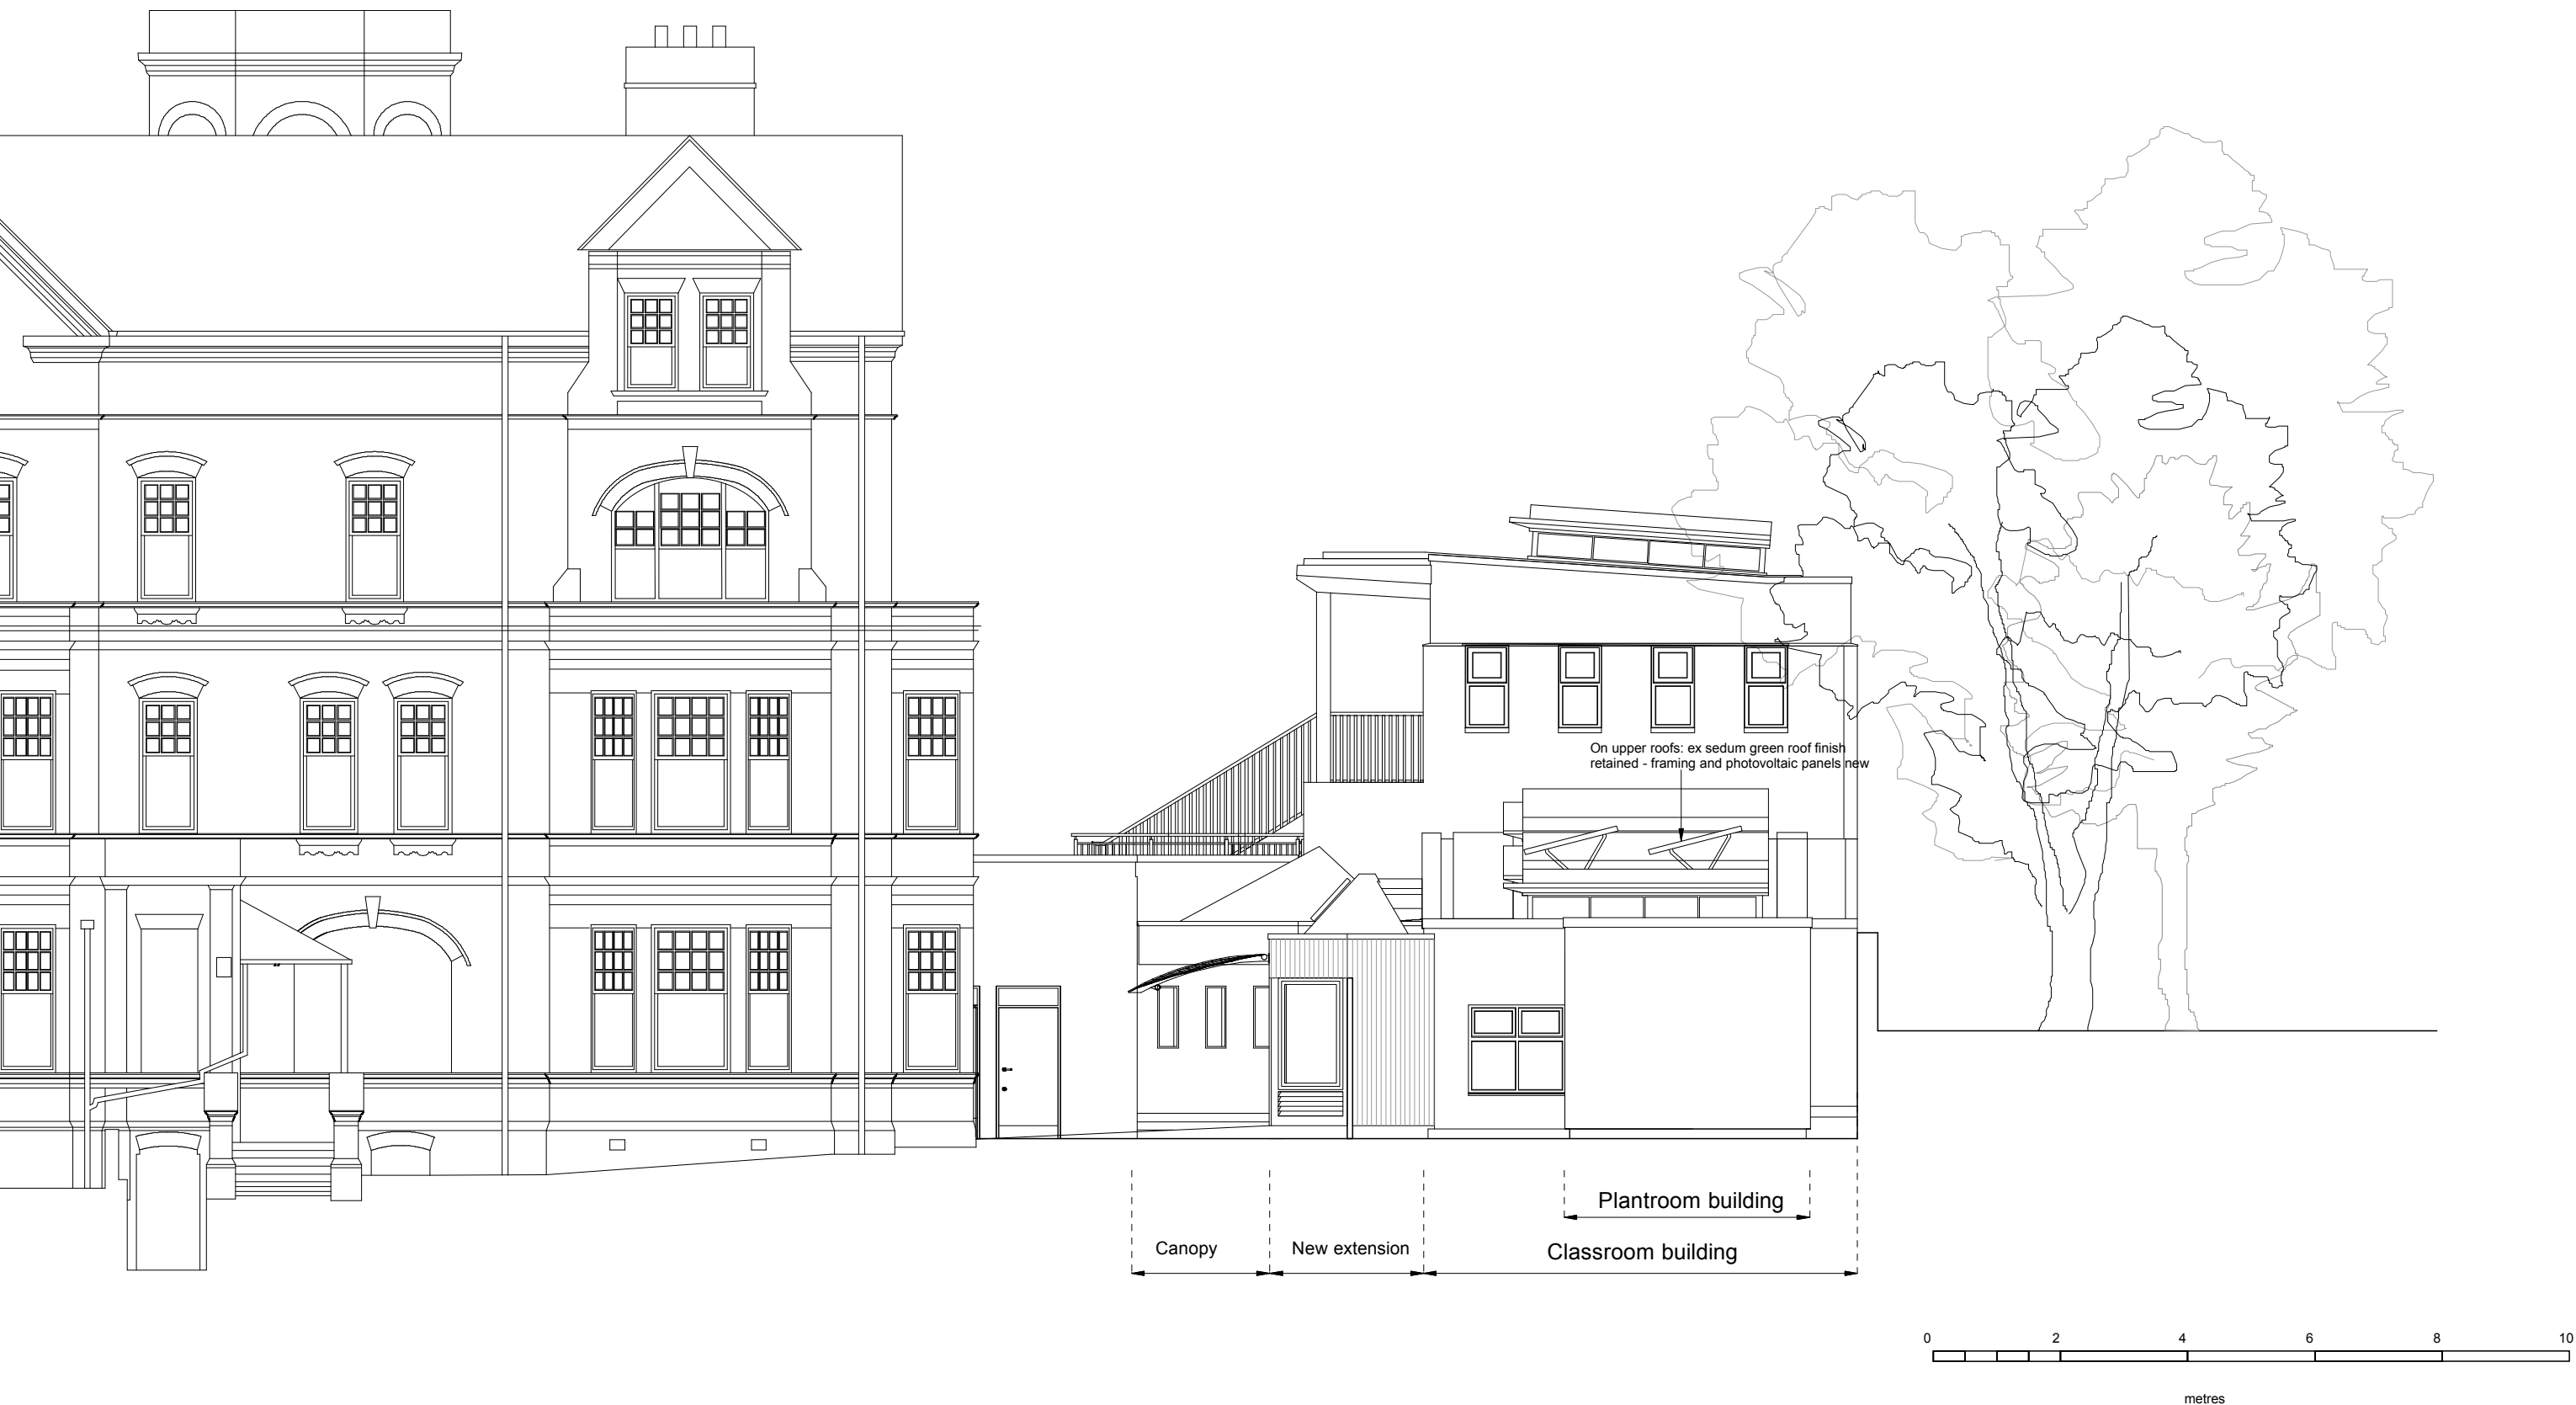 On upper roofs: ex sedum green roof finish
retained - framing and photovoltaic panels new
Plantroom building
Canopy
New extension
Classroom building
0 2 4 6 8 10
metres